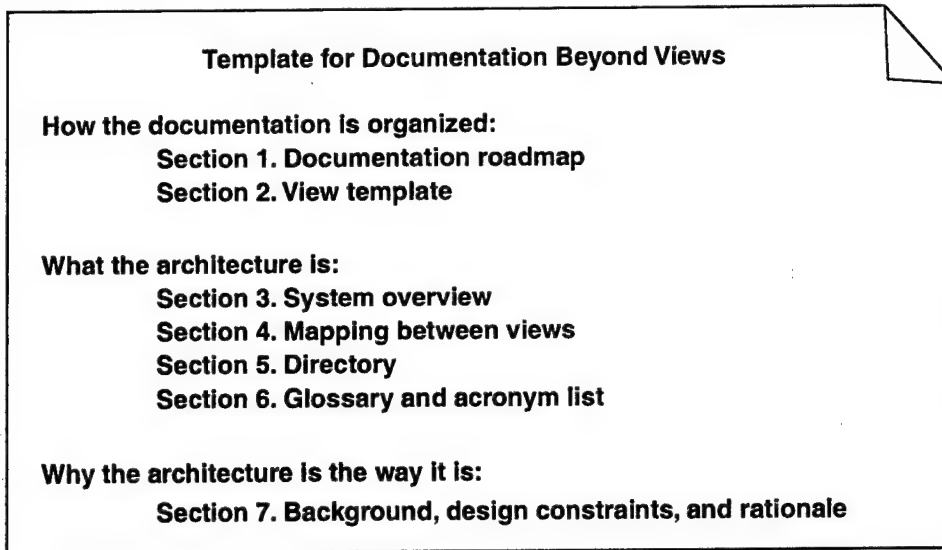 Template for Documentation Beyond Views
How the documentation is organized:
Section 1. Documentation roadmap
Section 2. View template
What the architecture is:
Section 3. System overview
Section 4. Mapping between views
Section 5. Directory
Section 6. Glossary and acronym list
Why the architecture is the way it is:
Section 7. Background, design constraints, and rationale